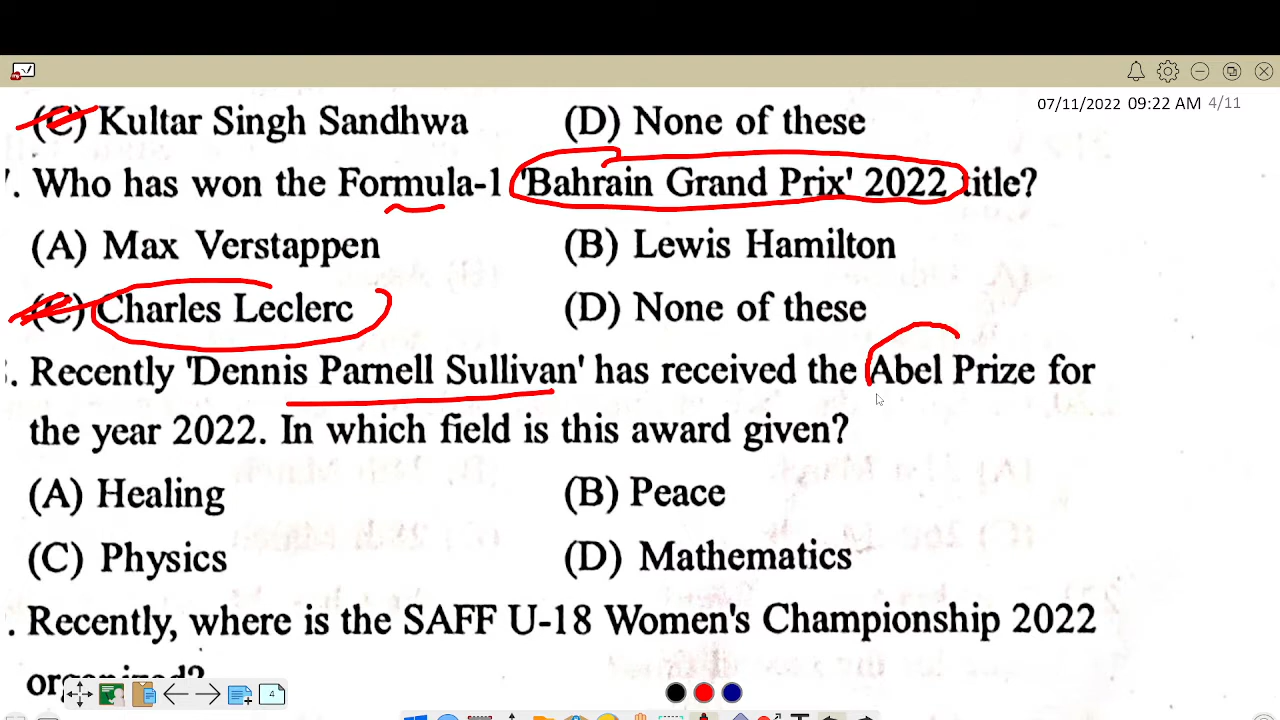 07/11/2022 09:22 AM 4/11
(C) Kultar Singh Sandhwa (D) None of these
. Who has won the Formula-1 'Bahrain Grand Prix' 2022 title?
(A) Max Verstappen (B) Lewis Hamilton
(C) Charles Leclerc (D) None of these
. Recently 'Dennis Parnell Sullivan' has received the Abel Prize for
the year 2022. In which field is this award given?
(A) Healing (B) Peace
(C) Physics (D) Mathematics
. Recently, where is the SAFF U-18 Women's Championship 2022
organized?
4